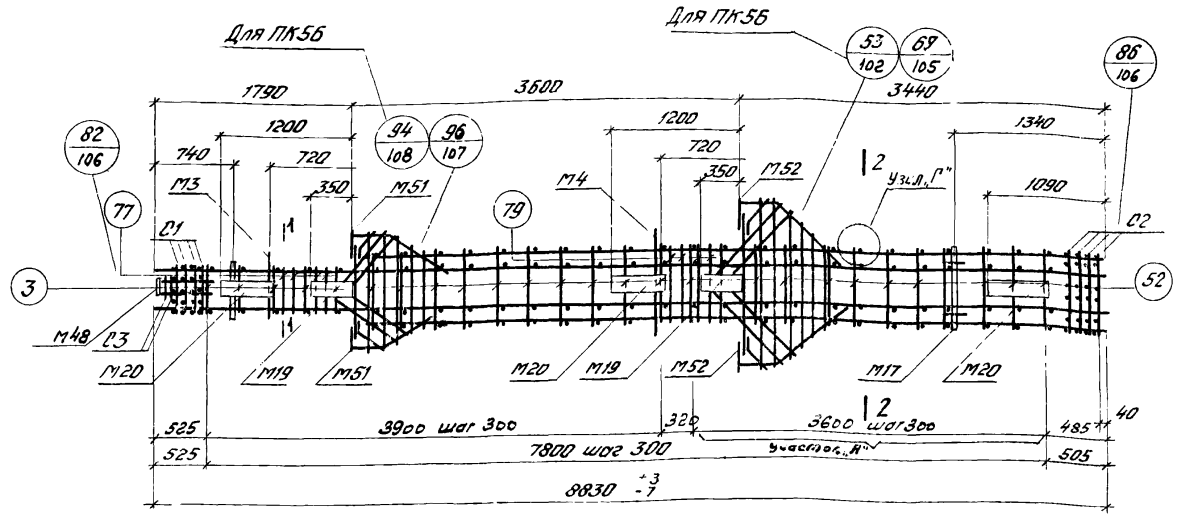 Для ПК5Б
Для ПК5Б
53
102
69
105
86
106
1790
3600
3440
1200
94
108
96
107
1200
1340
82
106
740
720
720
М3
350
М51
М4
350
М52
2
Узел „Г"
1090
77
С1
1
79
С2
3
52
М48
С3
1
М20
М19
М51
М20
М19
М52
М17
М20
2
40
525
3900 шаг 300
320
3600 шаг 300
485
525
7800 шаг 300
Участок „А"
505
8830 +3 -7